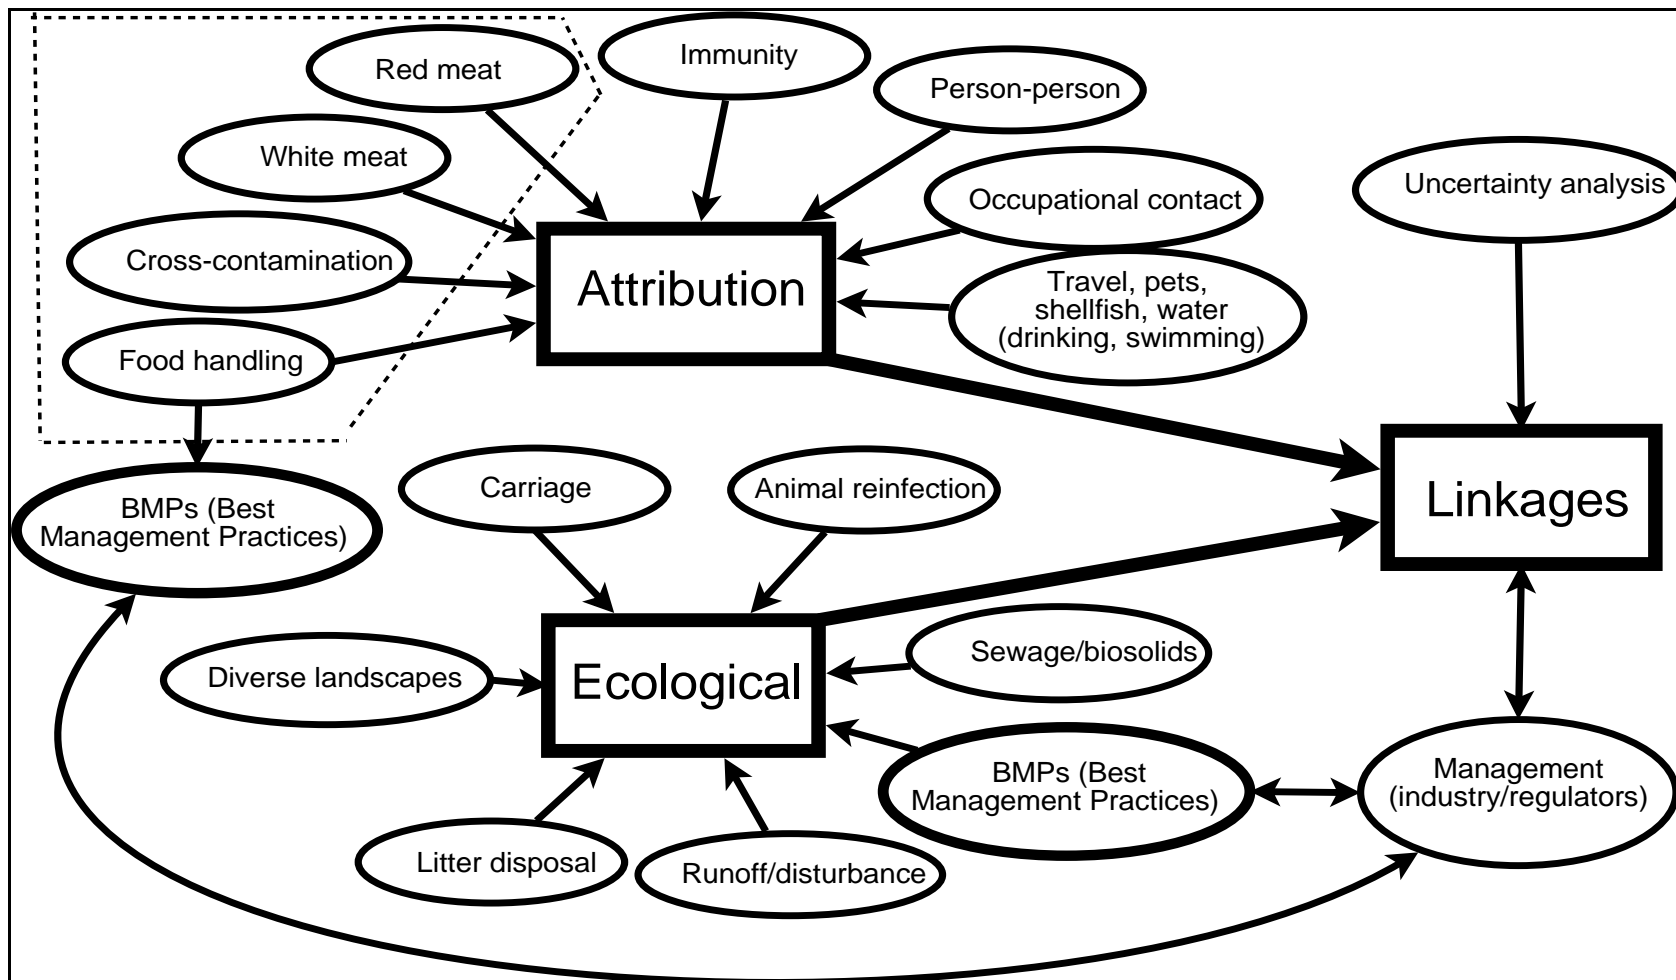 Red meat
Immunity
Person-person
White meat
Uncertainty analysis
Occupational contact
Cross-contamination
Attribution
Travel, pets,
shellfish, water
(drinking, swimming)
Food handling
BMPs (Best
Management Practices)
Carriage
Animal reinfection
Linkages
Diverse landscapes
Ecological
Sewage/biosolids
BMPs (Best
Management Practices)
Management
(industry/regulators)
Litter disposal
Runoff/disturbance